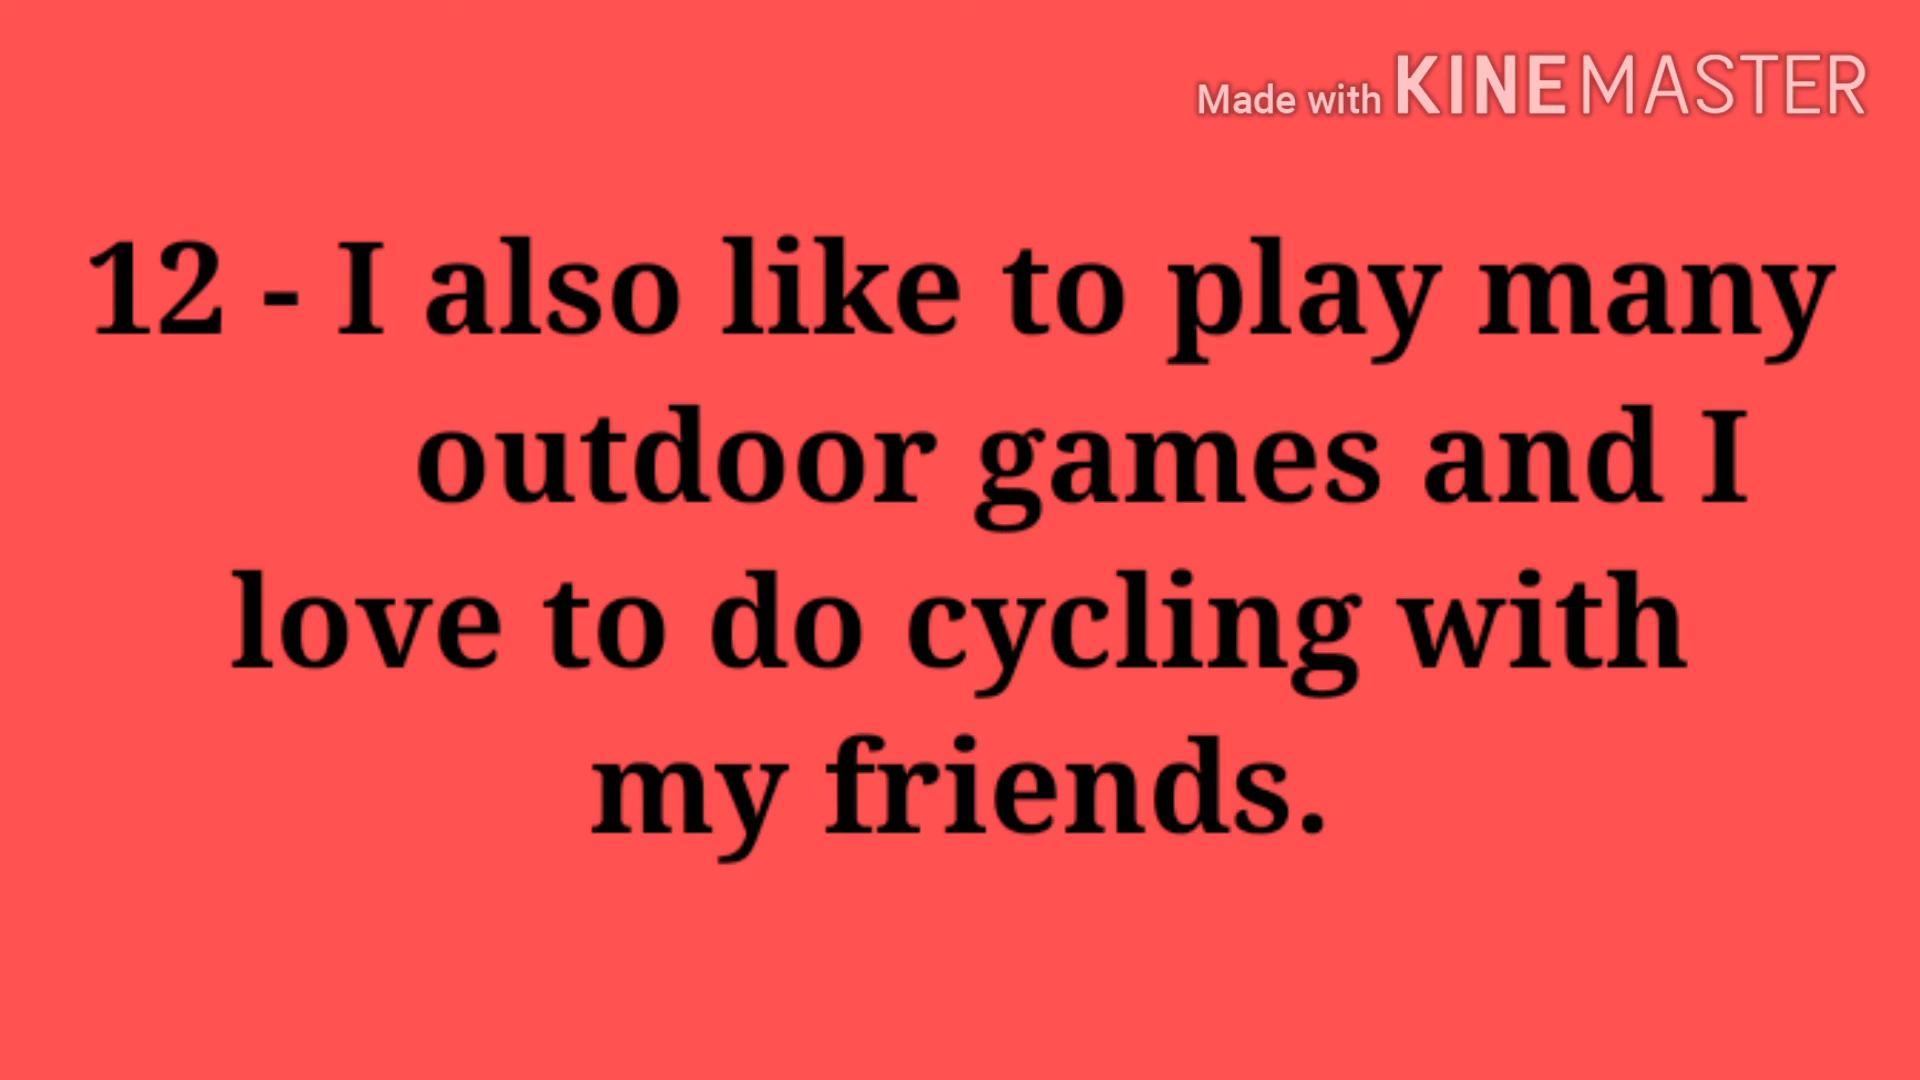 Made with KINEMASTER
12 - I also like to play many
outdoor games and I
love to do cycling with
my friends.